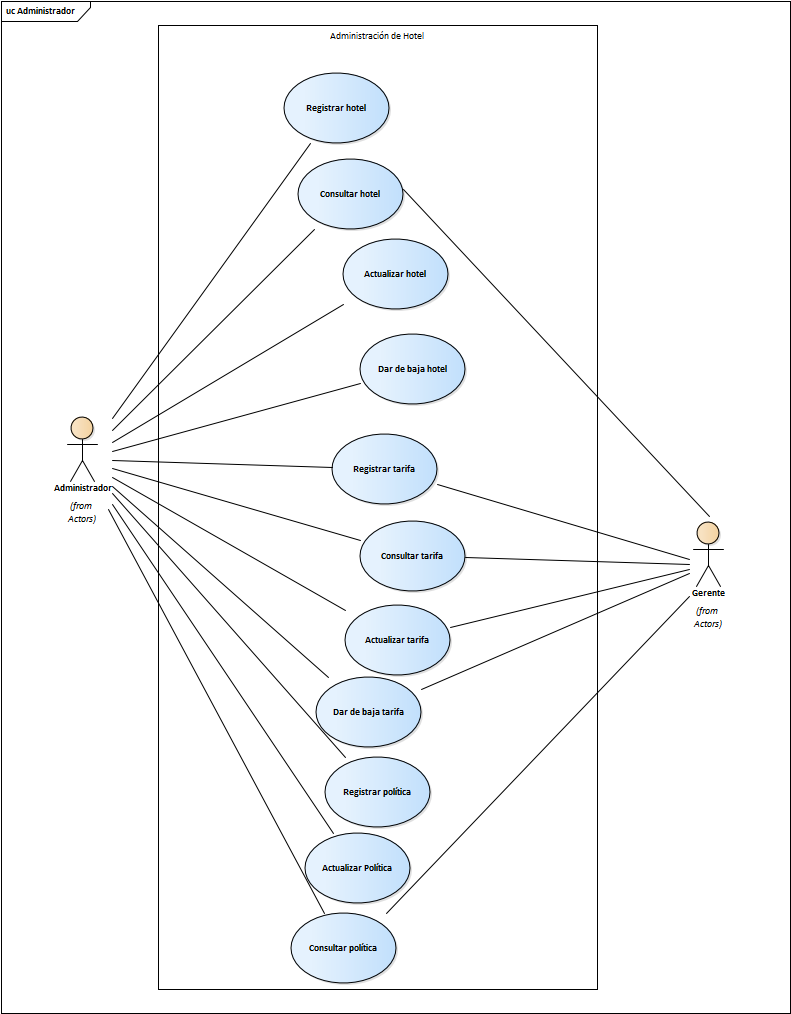 uc Administrador
Administración de Hotel
Registrar hotel
Consultar hotel
Actualizar hotel
Dar de baja hotel
Registrar tarifa
Administrador
(from
Actors)
Consultar tarifa
Gerente
(from
Actors)
Actualizar tarifa
Dar de baja tarifa
Registrar política
Actualizar Política
Consultar política